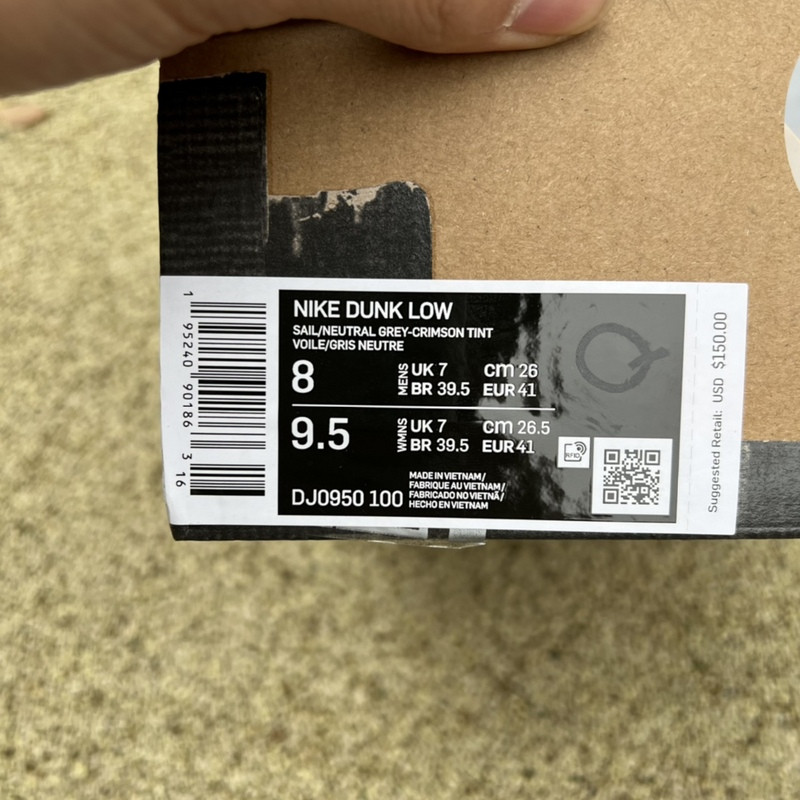 NIKE DUNK LOW
SAIL/NEUTRAL GREY-CRIMSON TINT
VOILE/GRIS NEUTRE
8 MENS UK 7 cm 26
BR 39.5 EUR 41
9.5 WMNS UK 7 cm 26.5
BR 39.5 EUR 41
RFID
DJ0950 100
MADE IN VIETNAM/
FABRIQUE AU VIETNAM/
FABRICADO NO VIETNÃ/
HECHO EN VIETNAM
1 95240 90186 3 16
Suggested Retail: USD $150.00